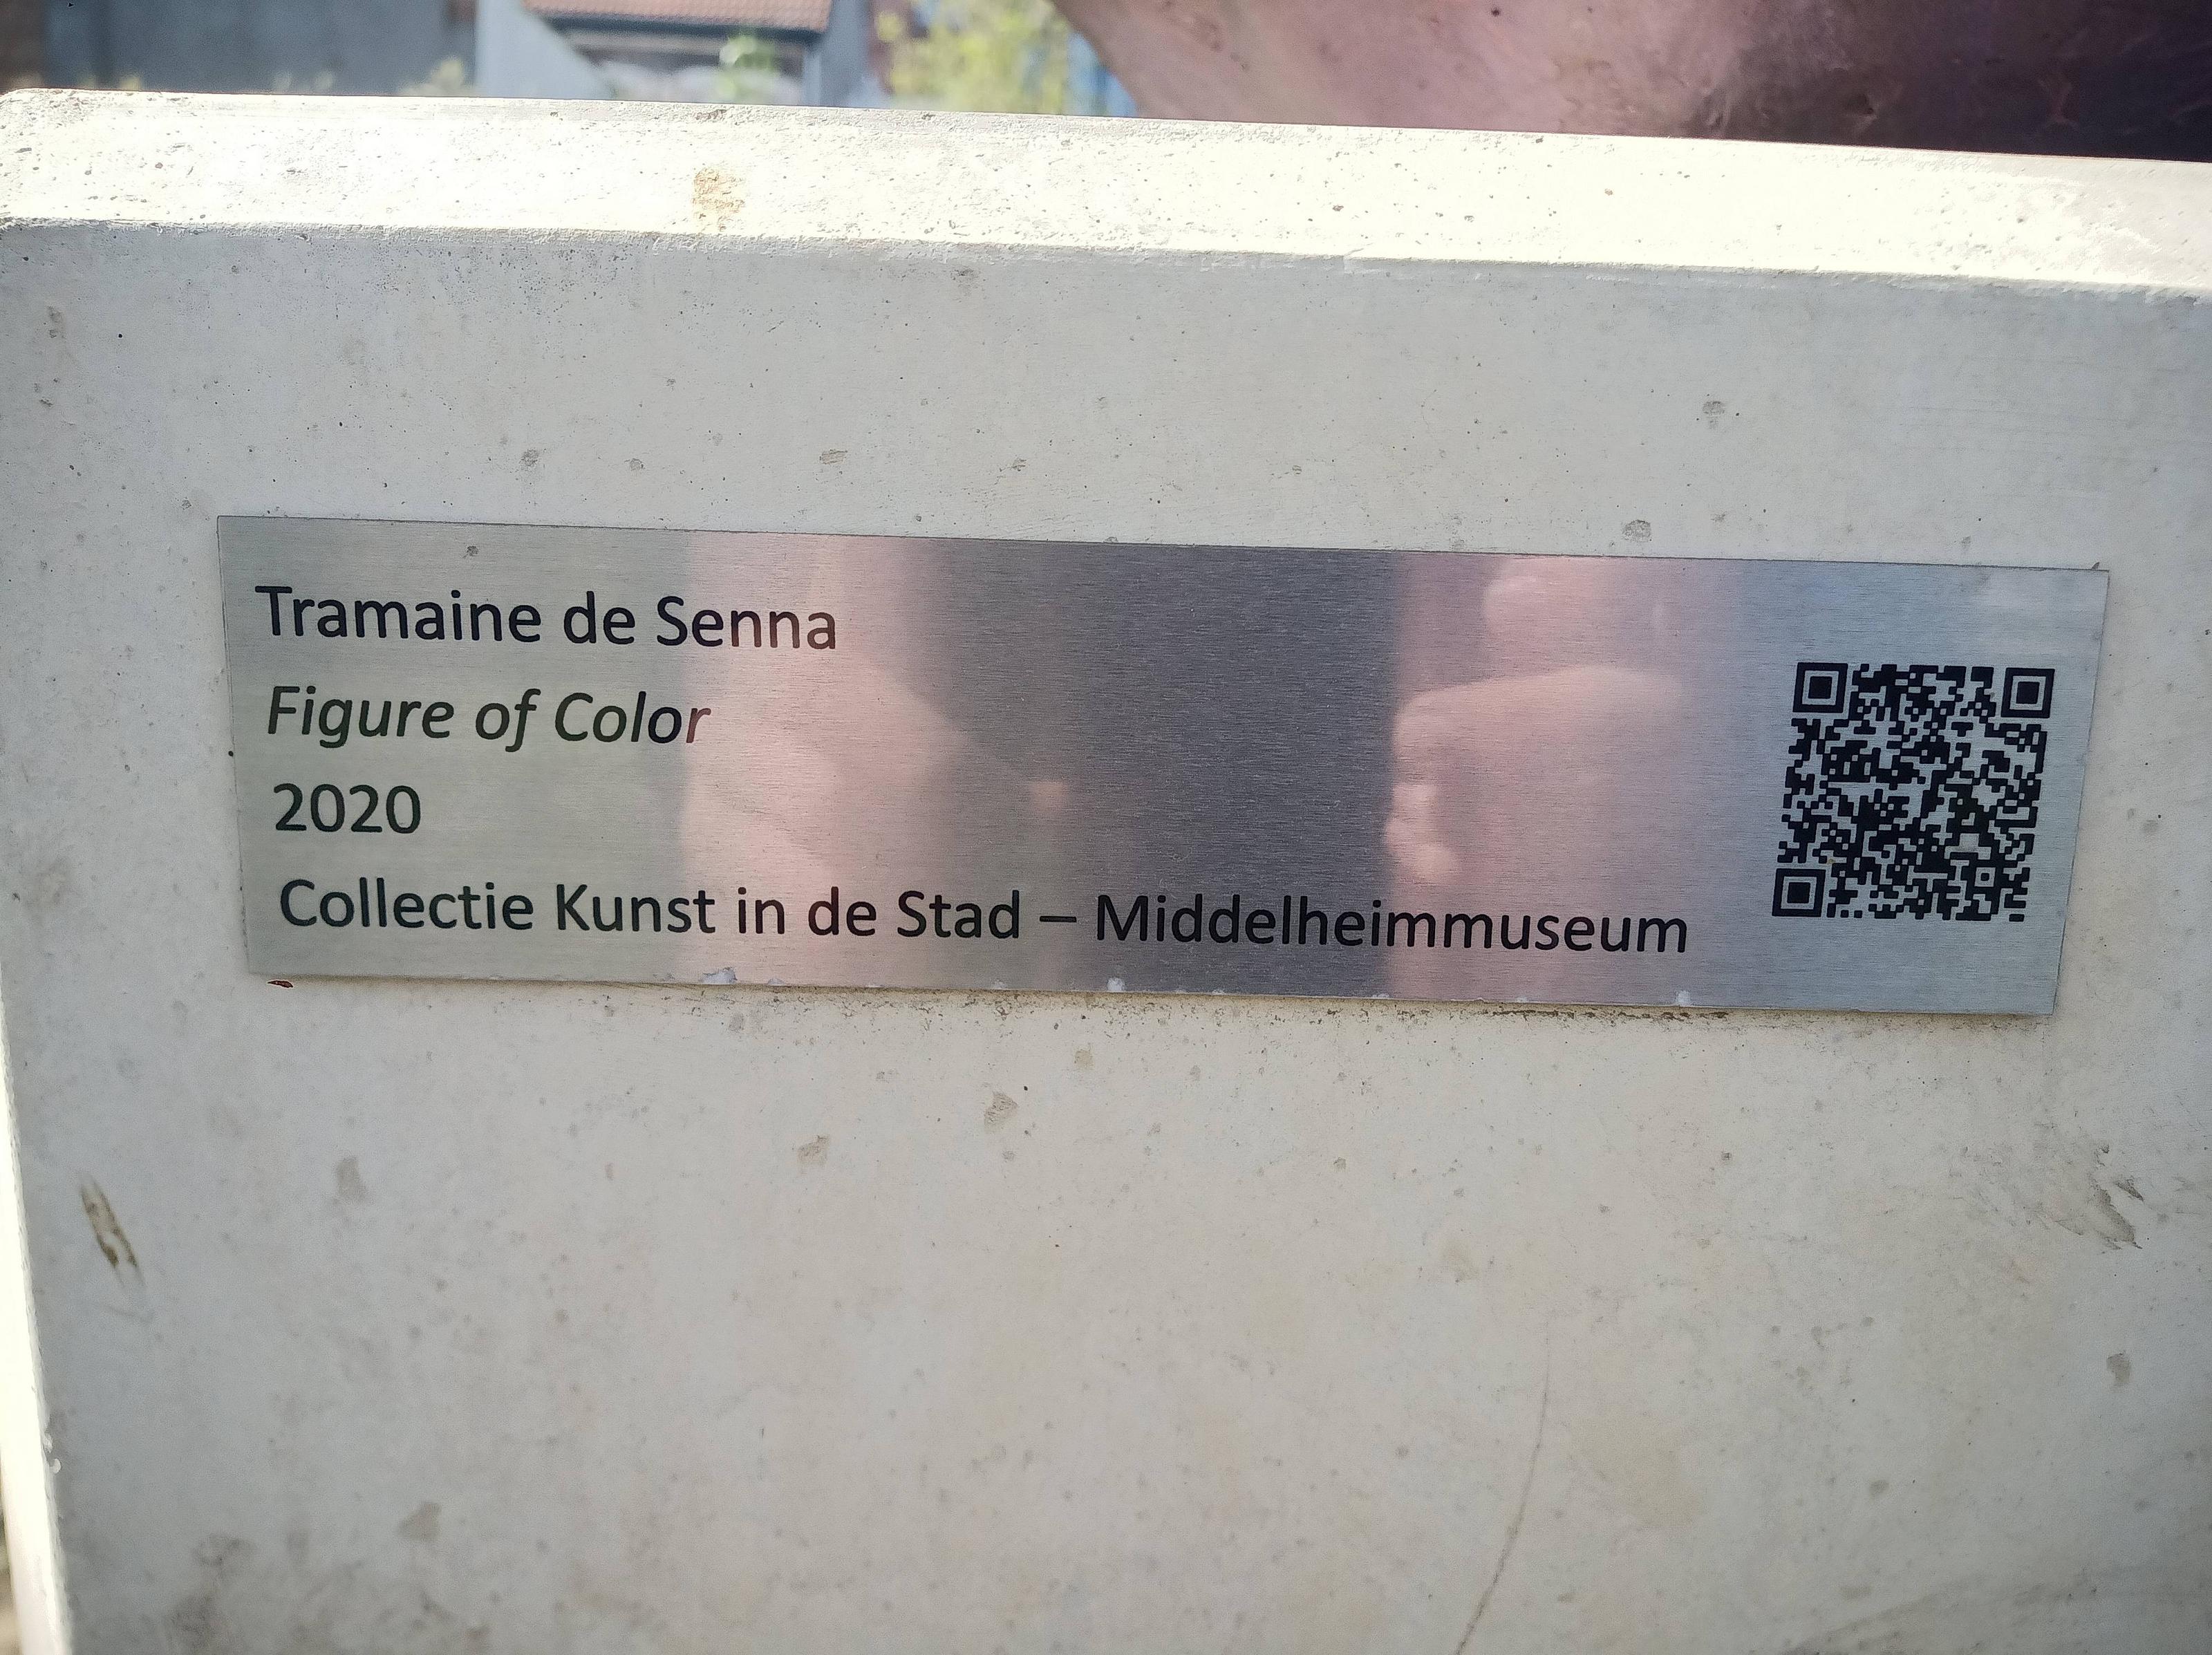 Tramaine de Senna
Figure of Color
2020
Collectie Kunst in de Stad – Middelheimmuseum